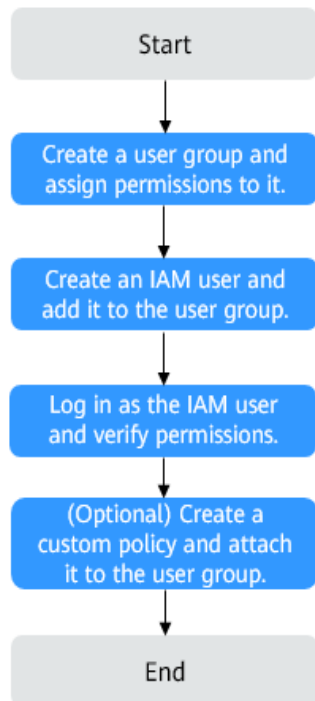 Start
Create a user group and
assign permissions to it.
Create an IAM user and
add it to the user group.
Log in as the IAM user
and verify permissions.
(Optional) Create a
custom policy and attach
it to the user group.
End